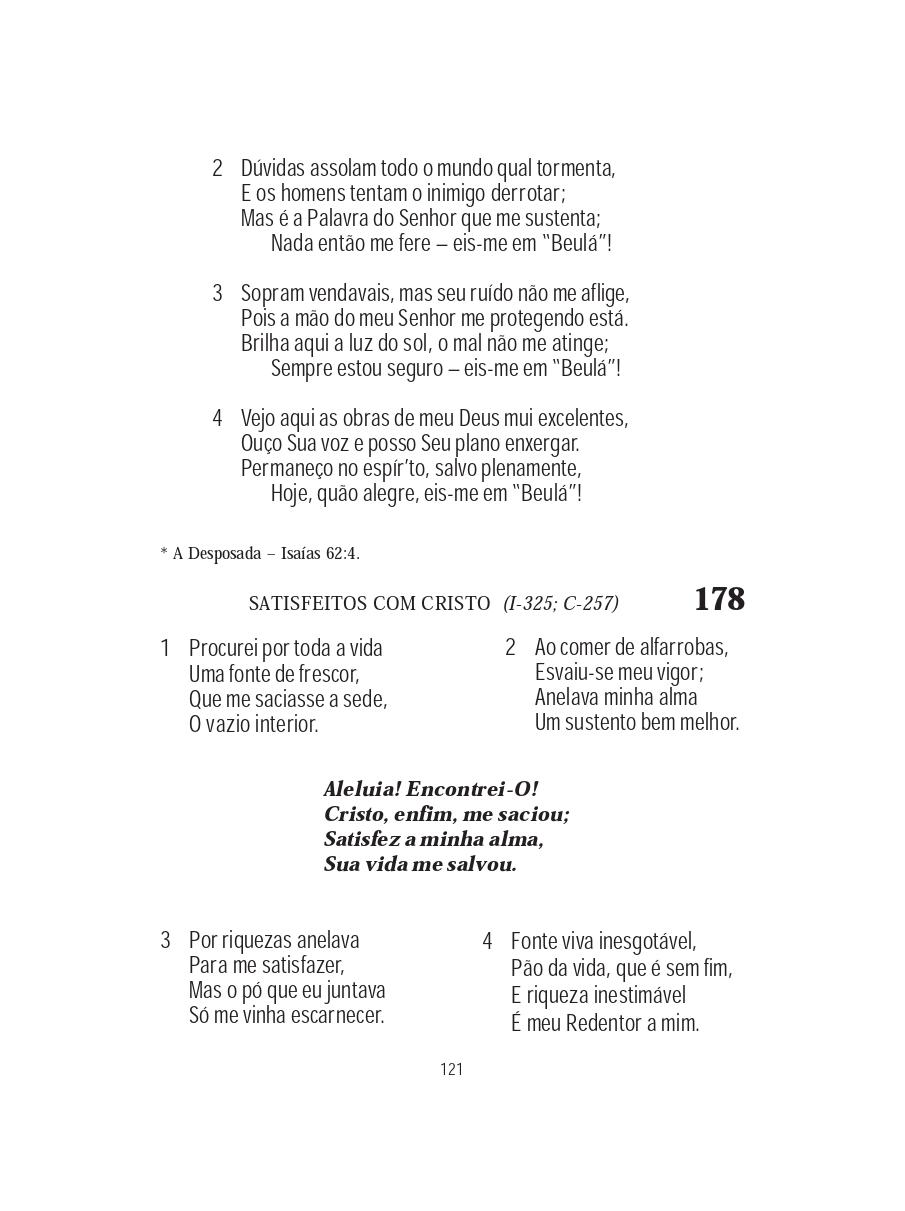 2 Dúvidas assolam todo o mundo qual tormenta,
E os homens tentam o inimigo derrotar;
Mas é a Palavra do Senhor que me sustenta;
Nada então me fere – eis-me em “Beulá”!
3 Sopram vendavais, mas seu ruído não me aflige,
Pois a mão do meu Senhor me protegendo está.
Brilha aqui a luz do sol, o mal não me atinge;
Sempre estou seguro – eis-me em “Beulá”!
4 Vejo aqui as obras de meu Deus mui excelentes,
Ouço Sua voz e posso Seu plano enxergar.
Permaneço no espír’to, salvo plenamente,
Hoje, quão alegre, eis-me em “Beulá”!
* A Desposada – Isaías 62:4.
SATISFEITOS COM CRISTO (I-325; C-257) 178
1 Procurei por toda a vida
Uma fonte de frescor,
Que me saciasse a sede,
O vazio interior.
2 Ao comer de alfarrobas,
Esvaiu-se meu vigor;
Anelava minha alma
Um sustento bem melhor.
Aleluia! Encontrei-O!
Cristo, enfim, me saciou;
Satisfez a minha alma,
Sua vida me salvou.
3 Por riquezas anelava
Para me satisfazer,
Mas o pó que eu juntava
Só me vinha escarnecer.
4 Fonte viva inesgotável,
Pão da vida, que é sem fim,
E riqueza inestimável
É meu Redentor a mim.
121